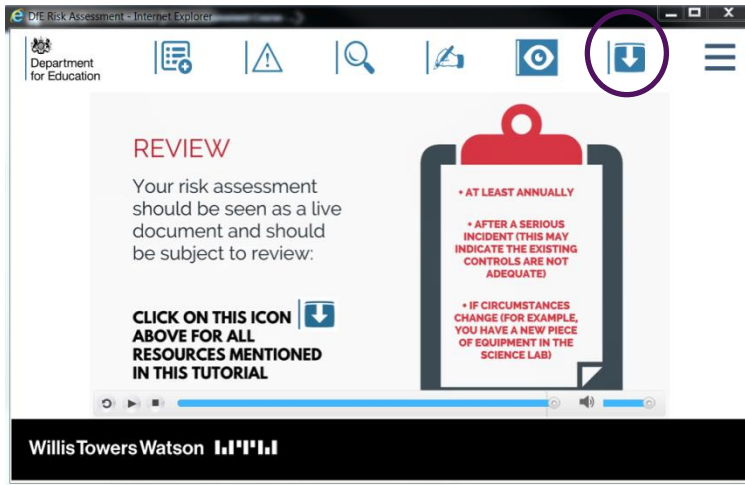 DfE Risk Assessment - Internet Explorer
Department
for Education
REVIEW
Your risk assessment
should be seen as a live
document and should
be subject to review:
CLICK ON THIS ICON
ABOVE FOR ALL
RESOURCES MENTIONED
IN THIS TUTORIAL
• AT LEAST ANNUALLY
• AFTER A SERIOUS
INCIDENT (THIS MAY
INDICATE THE EXISTING
CONTROLS ARE NOT
ADEQUATE)
• IF CIRCUMSTANCES
CHANGE (FOR EXAMPLE,
YOU HAVE A NEW PIECE
OF EQUIPMENT IN THE
SCIENCE LAB)
Willis Towers Watson